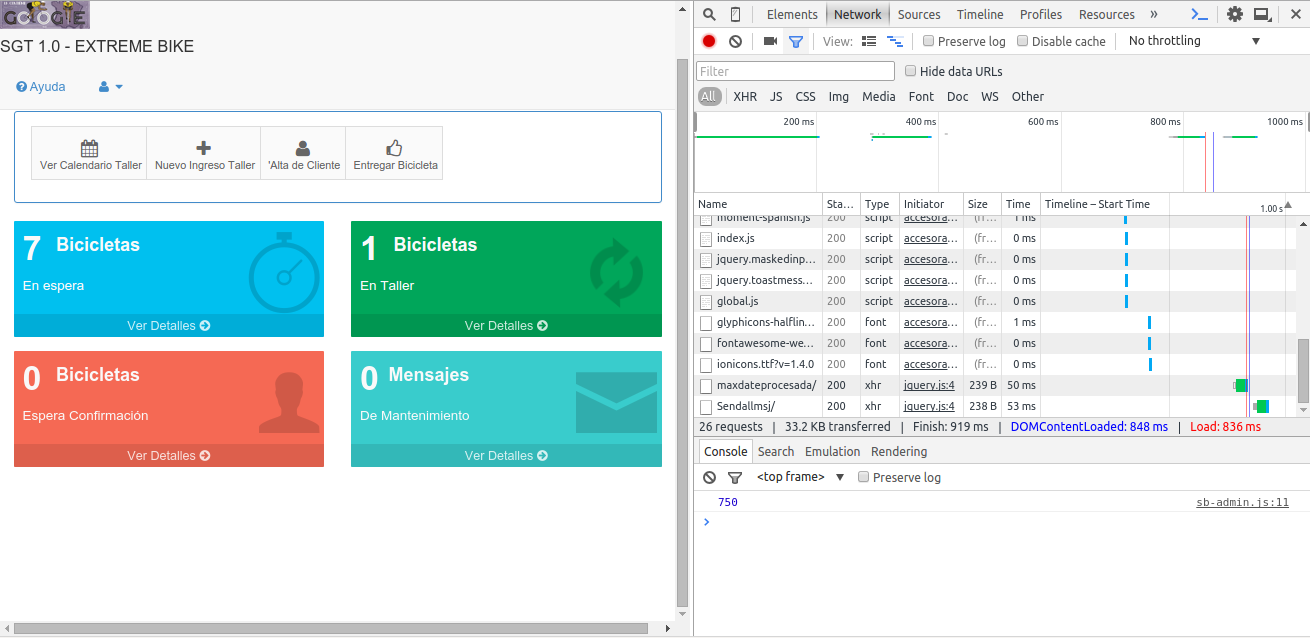 GOLOGIE
SGT 1.0 - EXTREME BIKE
Ayuda
Ver Calendario Taller
Nuevo Ingreso Taller
'Alta de Cliente
Entregar Bicicleta
7 Bicicletas
En espera
Ver Detalles
1 Bicicletas
En Taller
Ver Detalles
0 Bicicletas
Espera Confirmación
Ver Detalles
0 Mensajes
De Mantenimiento
Ver Detalles
Elements Network Sources Timeline Profiles Resources »
View: Preserve log Disable cache No throttling
Filter Hide data URLs
All XHR JS CSS Img Media Font Doc WS Other
200 ms 400 ms 600 ms 800 ms 1000 ms
Name Sta... Type Initiator Size Time Timeline – Start Time 1.00 s
moment-spanish.js 200 script accesora... (fr... 1 ms
index.js 200 script accesora... (fr... 0 ms
jquery.maskedinp... 200 script accesora... (fr... 0 ms
jquery.toastmess... 200 script accesora... (fr... 0 ms
global.js 200 script accesora... (fr... 0 ms
glyphicons-halflin... 200 font accesora... (fr... 1 ms
fontawesome-we... 200 font accesora... (fr... 0 ms
ionicons.ttf?v=1.4.0 200 font accesora... (fr... 0 ms
maxdateprocesada/ 200 xhr jquery.js:4 239 B 50 ms
Sendallmsj/ 200 xhr jquery.js:4 238 B 53 ms
26 requests | 33.2 KB transferred | Finish: 919 ms | DOMContentLoaded: 848 ms | Load: 836 ms
Console Search Emulation Rendering
<top frame> Preserve log
750 sb-admin.js:11